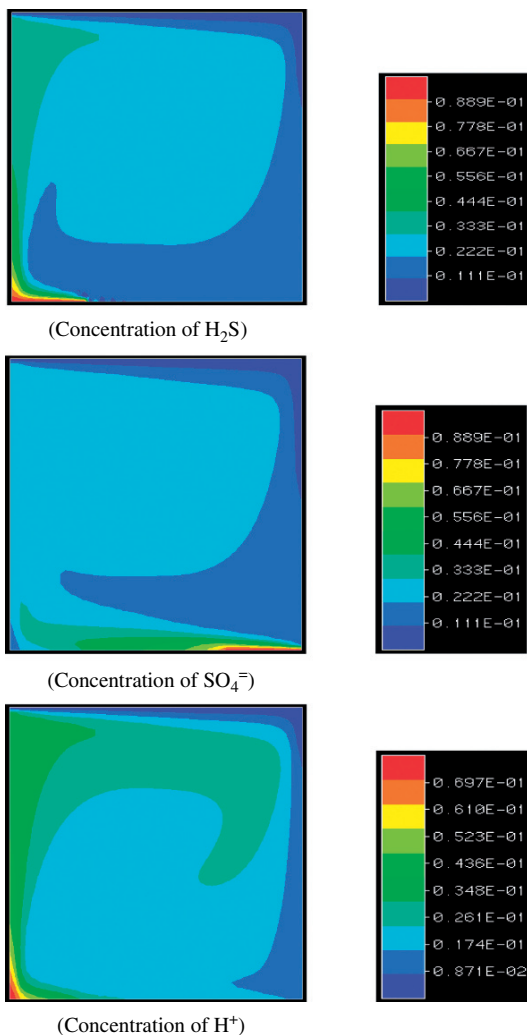 0.889E-01
0.778E-01
0.667E-01
0.556E-01
0.444E-01
0.333E-01
0.222E-01
0.111E-01
(Concentration of H₂S)
0.889E-01
0.778E-01
0.667E-01
0.556E-01
0.444E-01
0.333E-01
0.222E-01
0.111E-01
(Concentration of SO₄⁼)
0.697E-01
0.610E-01
0.523E-01
0.436E-01
0.348E-01
0.261E-01
0.174E-01
0.871E-02
(Concentration of H⁺)